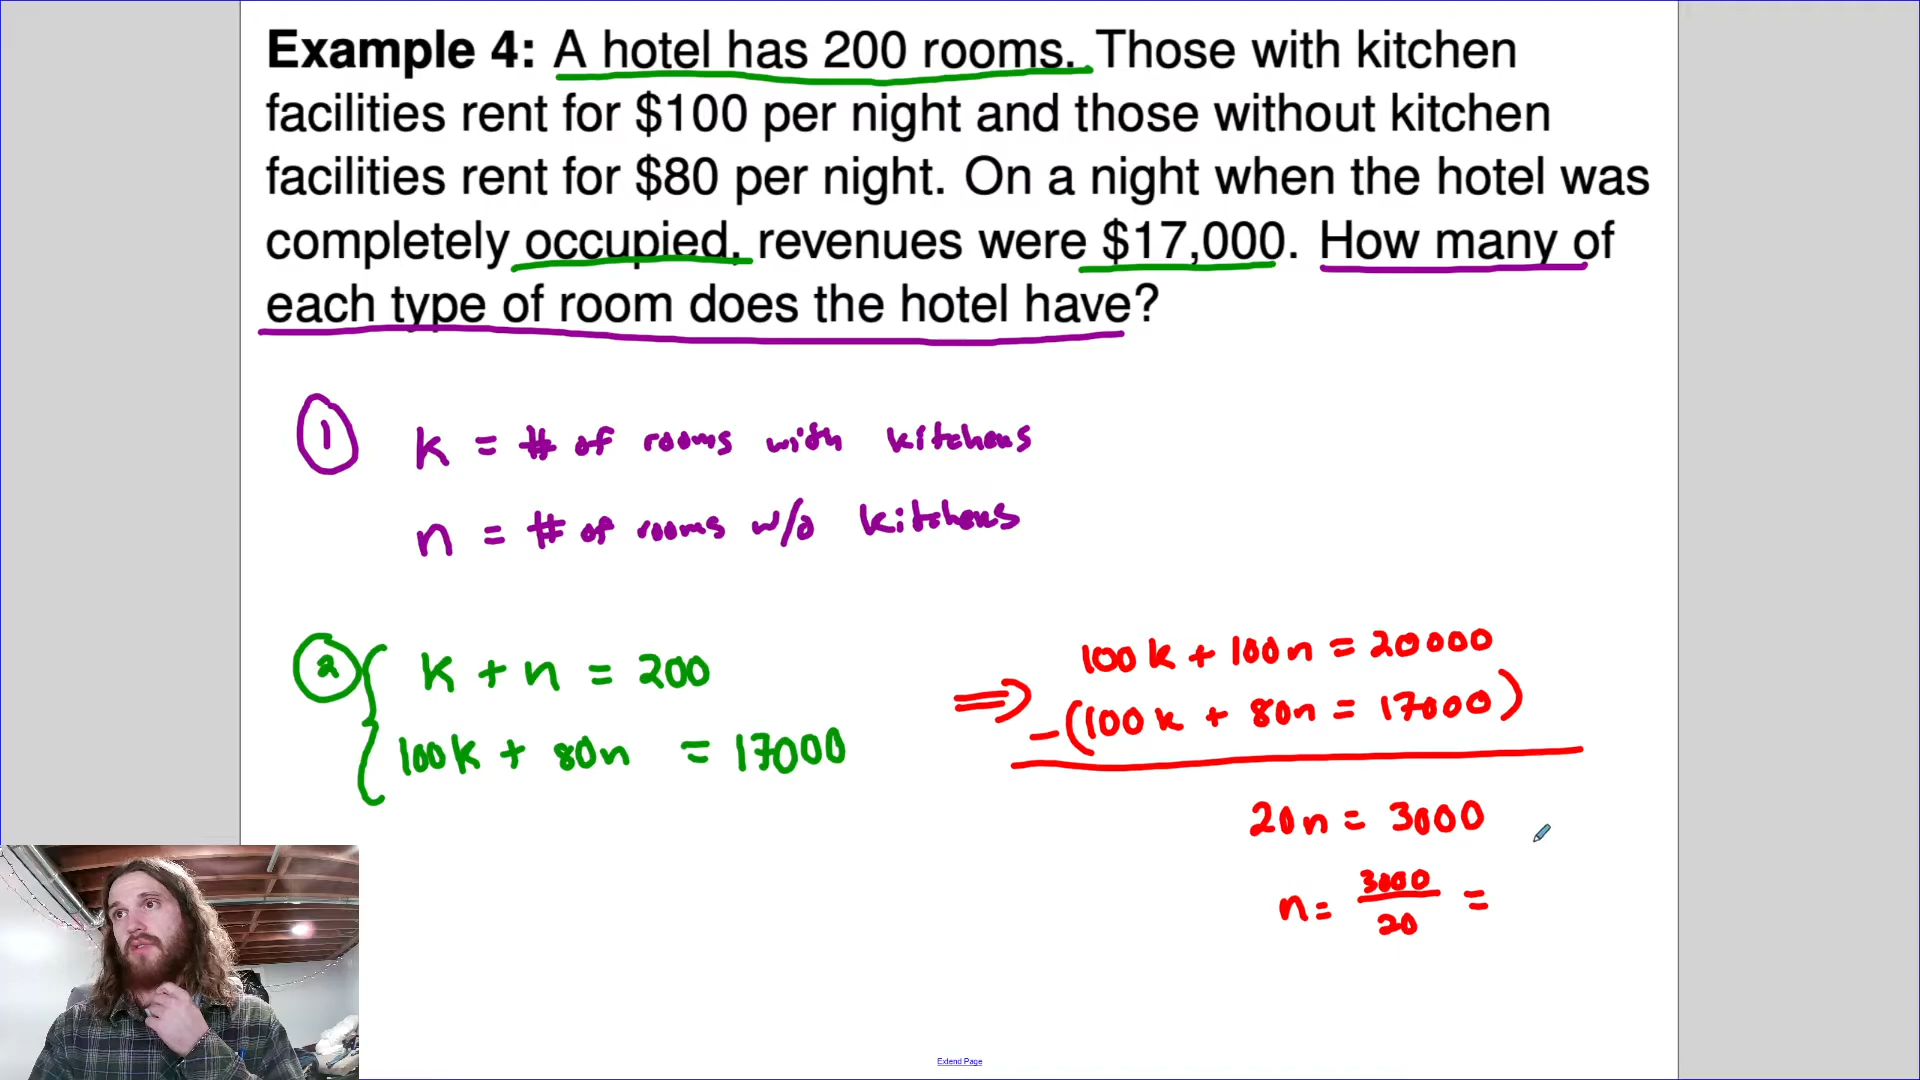 Example 4: A hotel has 200 rooms. Those with kitchen
facilities rent for $100 per night and those without kitchen
facilities rent for $80 per night. On a night when the hotel was
completely occupied, revenues were $17,000. How many of
each type of room does the hotel have?
1 k = # of rooms with kitchens
n = # of rooms w/o kitchens
2 { k + n = 200
100k + 80n = 17000
⇒ 100k + 100n = 20000
-(100k + 80n = 17000)
20n = 3000
n = 3000/20 =
Extend Page